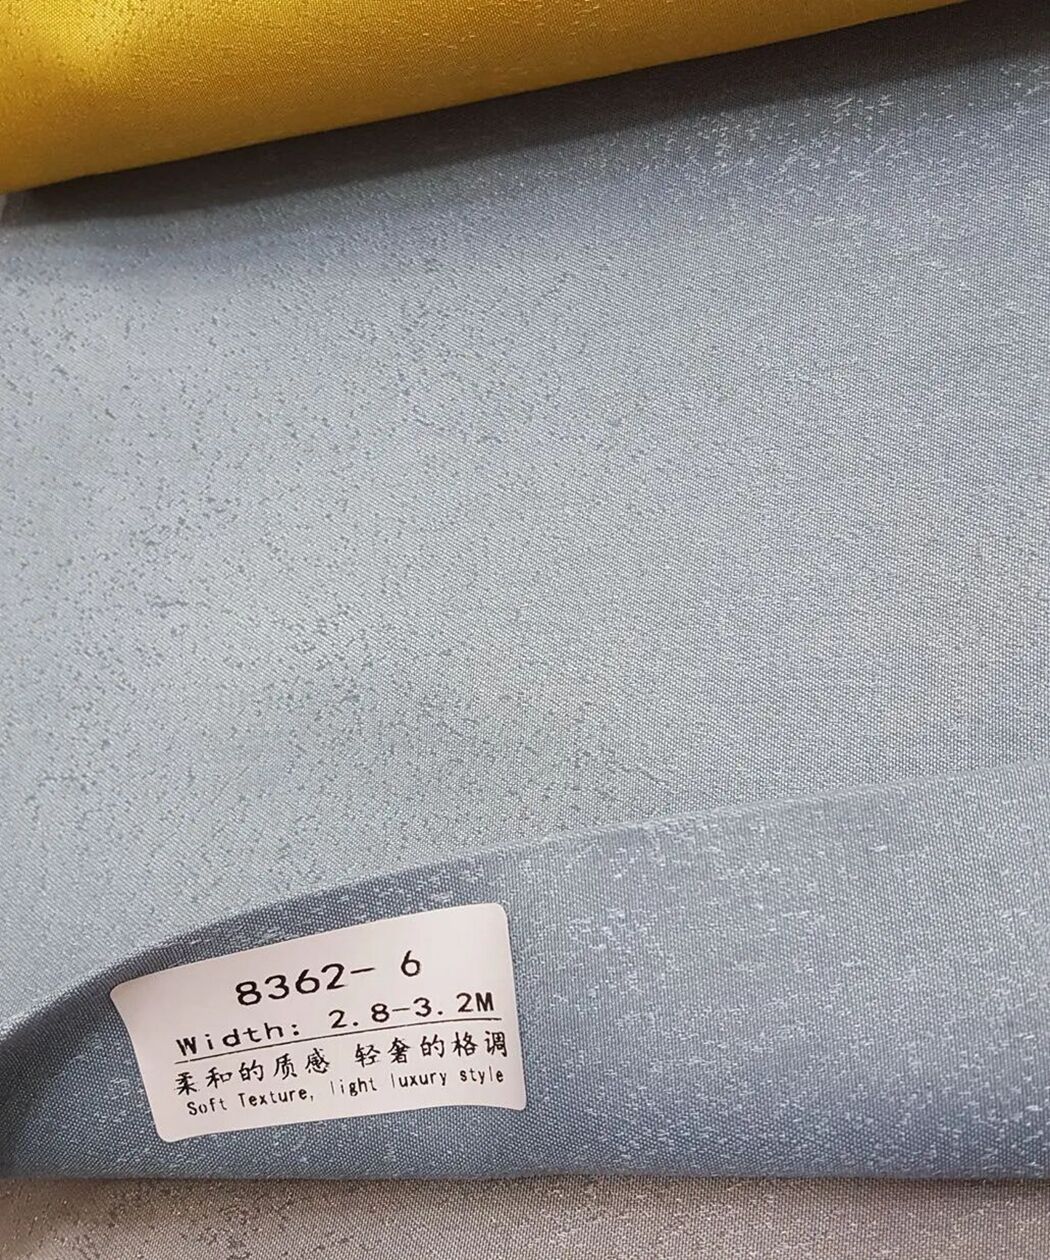 8362- 6
Width: 2.8-3.2M
柔和的质感 轻奢的格调
Soft Texture, light luxury style